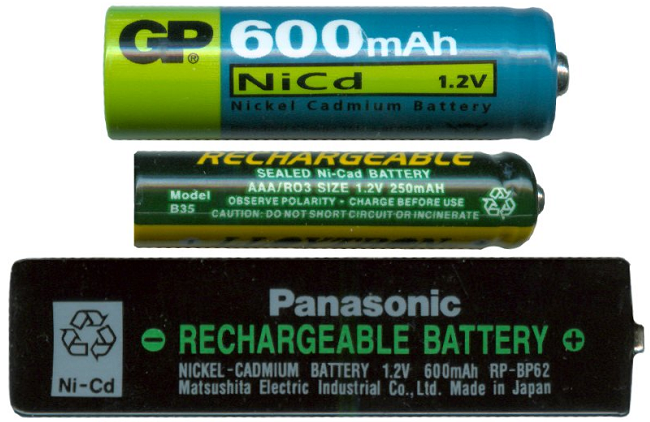 GP® 600mAh
NiCd 1.2V
Nickel Cadmium Battery
RECHARGEABLE
SEALED Ni-Cad BATTERY
AAA/RO3 SIZE 1.2V 250mAH
Model
B35
OBSERVE POLARITY • CHARGE BEFORE USE
CAUTION: DO NOT SHORT CIRCUIT OR INCINERATE
Panasonic
⊖ RECHARGEABLE BATTERY ⊕
Ni-Cd
NICKEL-CADMIUM BATTERY 1.2V 600mAh RP-BP62
Matsushita Electric Industrial Co., Ltd. Made in Japan